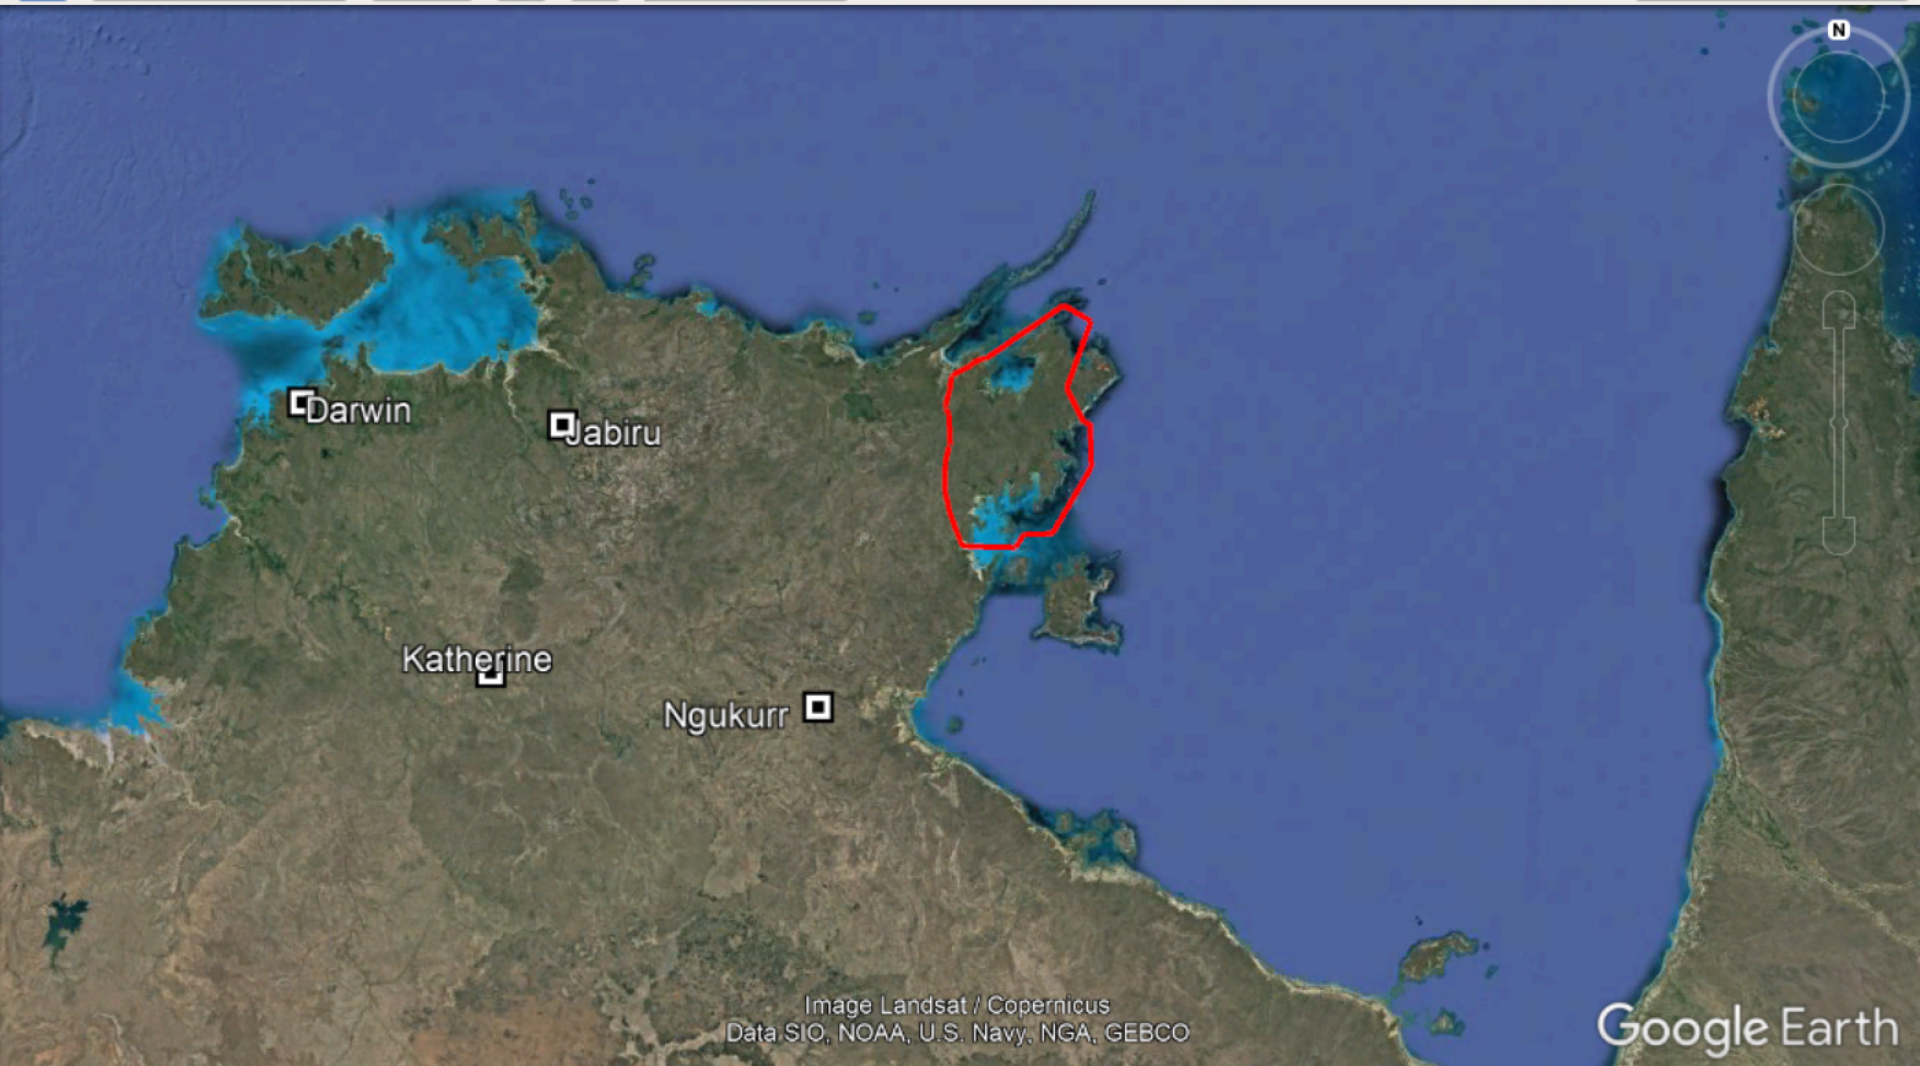 N
Darwin
Jabiru
Katherine
Ngukurr
Image Landsat / Copernicus
Data SIO, NOAA, U.S. Navy, NGA, GEBCO
Google Earth